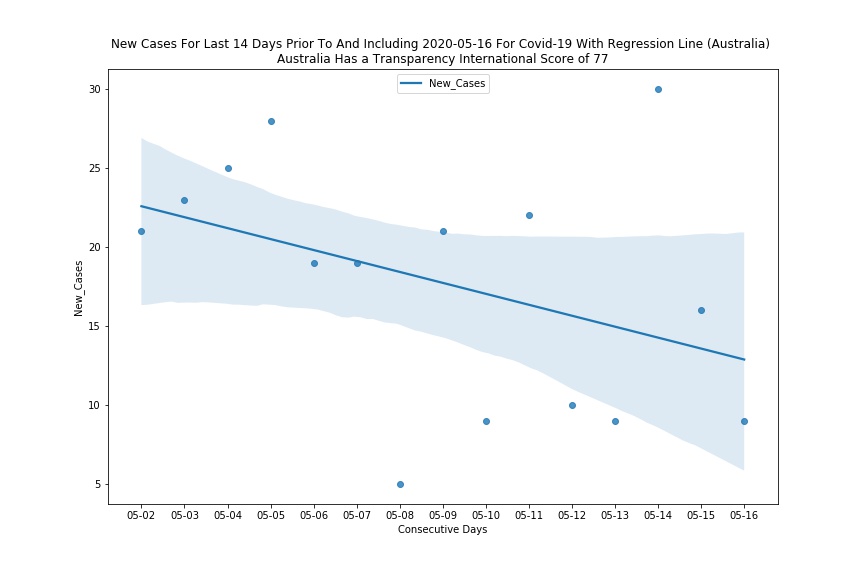 New Cases For Last 14 Days Prior To And Including 2020-05-16 For Covid-19 With Regression Line (Australia)
Australia Has a Transparency International Score of 77
New_Cases
30
25
20
15
10
5
New_Cases
05-02 05-03 05-04 05-05 05-06 05-07 05-08 05-09 05-10 05-11 05-12 05-13 05-14 05-15 05-16
Consecutive Days